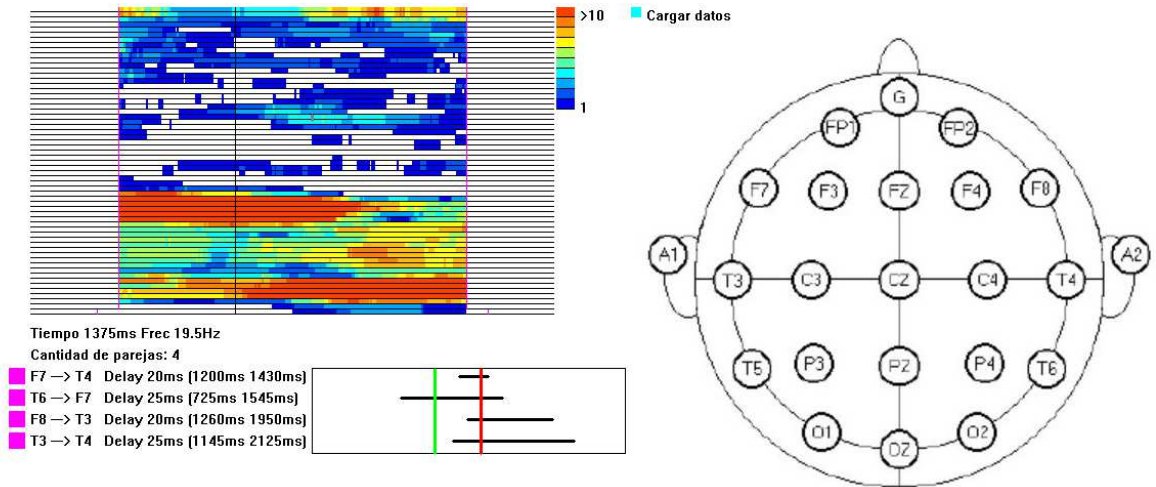 >10
1
Cargar datos
Tiempo 1375ms Frec 19.5Hz
Cantidad de parejas: 4
F7 --> T4 Delay 20ms (1200ms 1430ms)
T6 --> F7 Delay 25ms (725ms 1545ms)
F8 --> T3 Delay 20ms (1260ms 1950ms)
T3 --> T4 Delay 25ms (1145ms 2125ms)
G
FP1 FP2
F7 F3 FZ F4 F8
A1 A2
T3 C3 CZ C4 T4
T5 P3 PZ P4 T6
O1 OZ O2